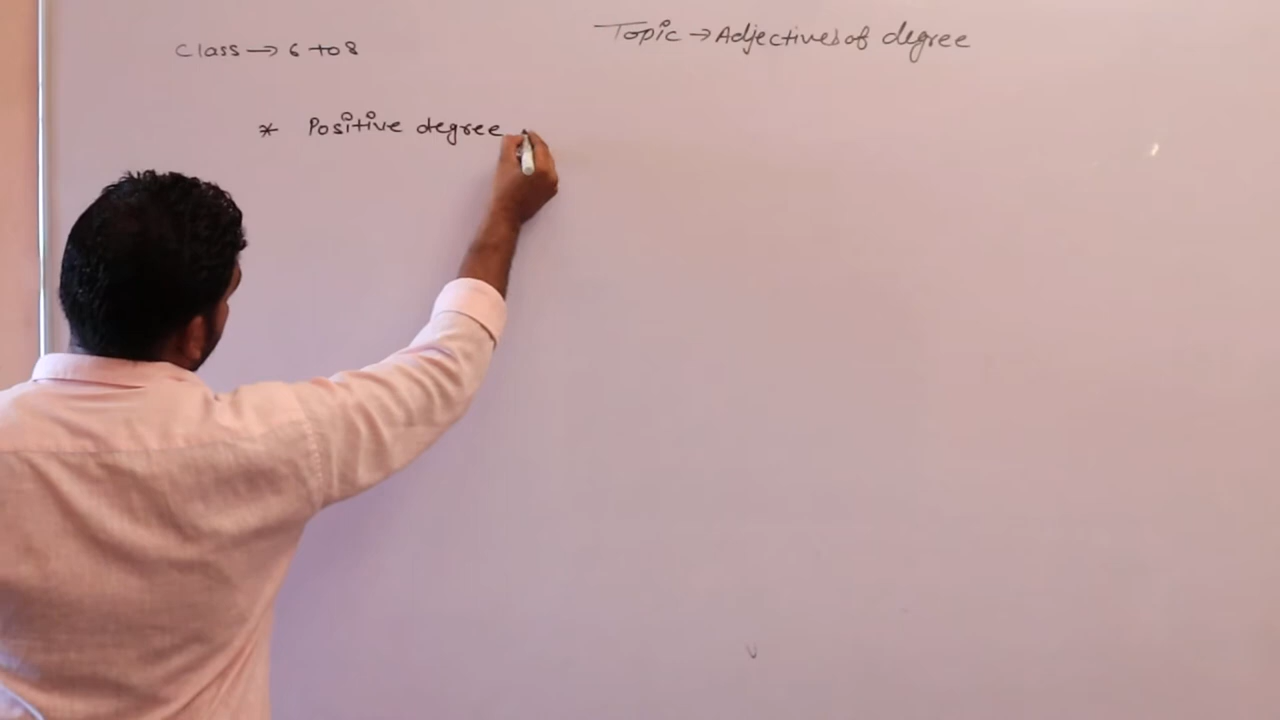 Class → 6 to 8
Topic → Adjectives of degree
* Positive degree